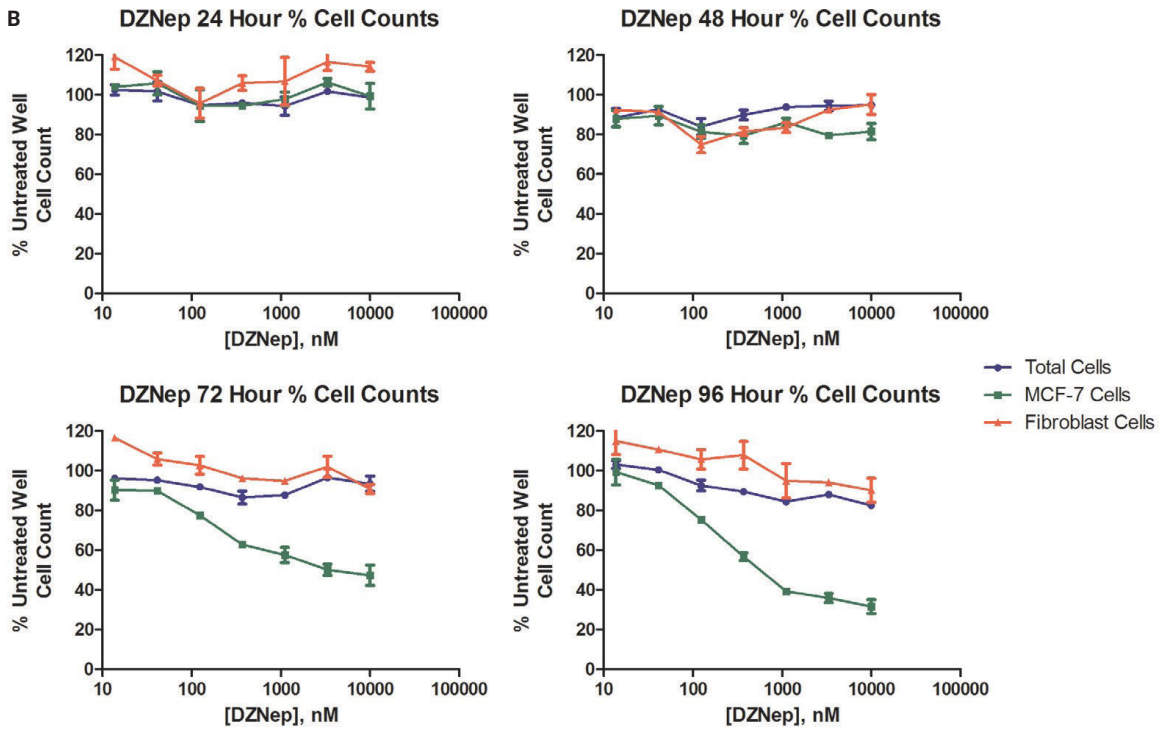 B
DZNep 24 Hour % Cell Counts
% Untreated Well
Cell Count
120
100
80
60
40
20
0
10
100
1000
10000
100000
[DZNep], nM
DZNep 48 Hour % Cell Counts
% Untreated Well
Cell Count
120
100
80
60
40
20
0
10
100
1000
10000
100000
[DZNep], nM
DZNep 72 Hour % Cell Counts
% Untreated Well
Cell Count
120
100
80
60
40
20
0
10
100
1000
10000
100000
[DZNep], nM
DZNep 96 Hour % Cell Counts
% Untreated Well
Cell Count
120
100
80
60
40
20
0
10
100
1000
10000
100000
[DZNep], nM
Total Cells
MCF-7 Cells
Fibroblast Cells